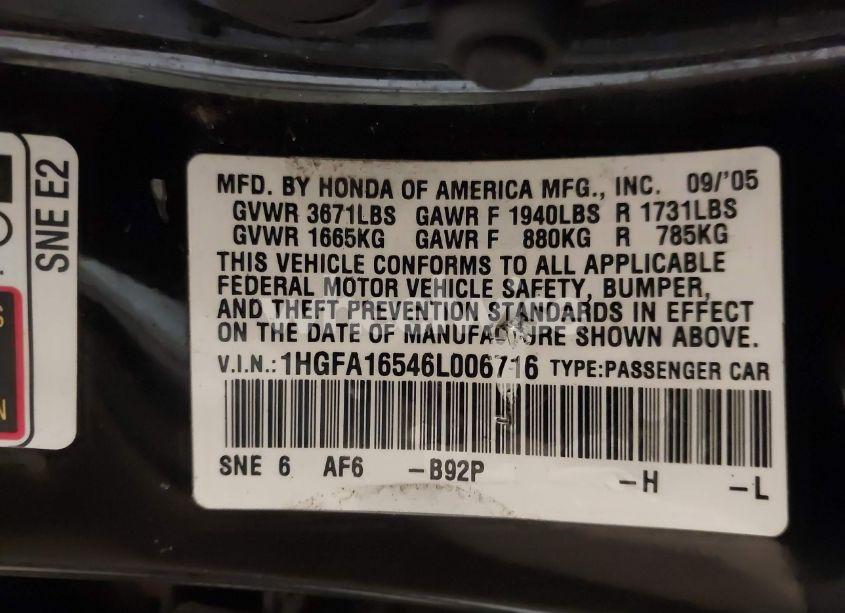 MFD. BY HONDA OF AMERICA MFG., INC. 09/'05
GVWR 3671LBS GAWR F 1940LBS R 1731LBS
GVWR 1665KG GAWR F 880KG R 785KG
THIS VEHICLE CONFORMS TO ALL APPLICABLE
FEDERAL MOTOR VEHICLE SAFETY, BUMPER,
AND THEFT PREVENTION STANDARDS IN EFFECT
ON THE DATE OF MANUFACTURE SHOWN ABOVE.
V.I.N.: 1HGFA16546L006716 TYPE:PASSENGER CAR
SNE 6 AF6 -B92P -H -L
SNE E2
S
N